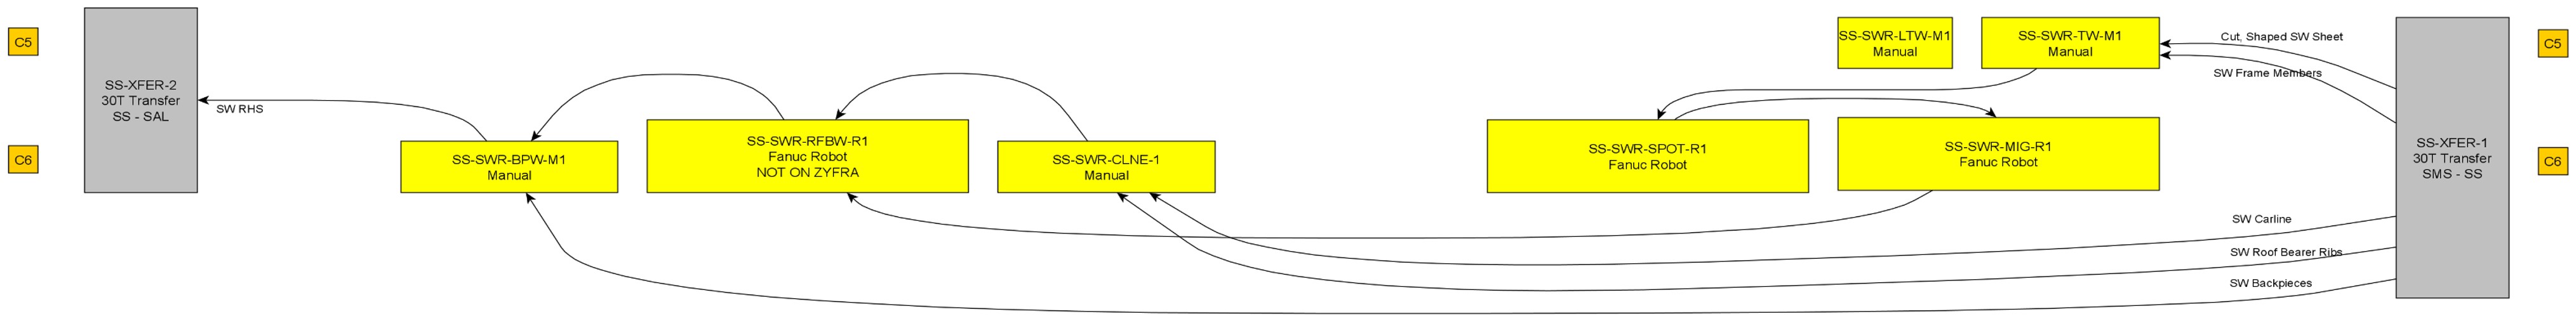 C5
C6
SS-XFER-2
30T Transfer
SS - SAL
SW RHS
SS-SWR-BPW-M1
Manual
SS-SWR-RFBW-R1
Fanuc Robot
NOT ON ZYFRA
SS-SWR-CLNE-1
Manual
SS-SWR-SPOT-R1
Fanuc Robot
SS-SWR-LTW-M1
Manual
SS-SWR-TW-M1
Manual
SS-SWR-MIG-R1
Fanuc Robot
Cut, Shaped SW Sheet
SW Frame Members
SW Carline
SW Roof Bearer Ribs
SW Backpieces
SS-XFER-1
30T Transfer
SMS - SS
C5
C6